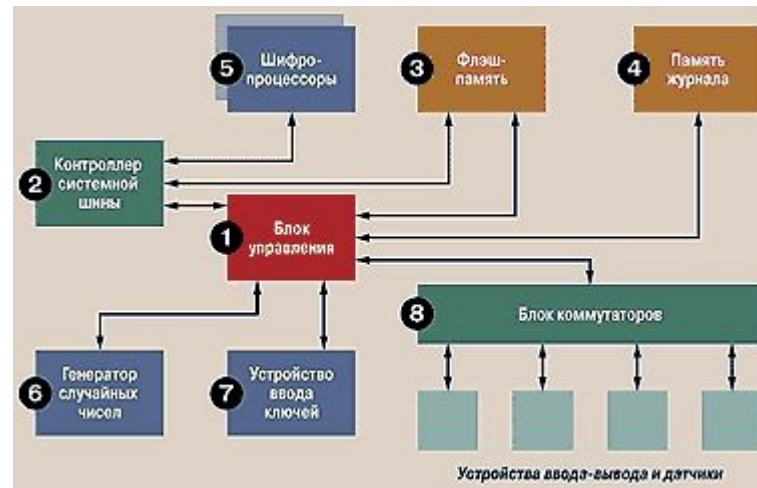 5
Шифро-
процессоры
3
Флэш-
память
4
Память
журнала
2
Контроллер
системной
шины
1
Блок
управления
8
Блок коммутаторов
6
Генератор
случайных
чисел
7
Устройство
ввода
ключей
Устройства ввода-вывода и датчики